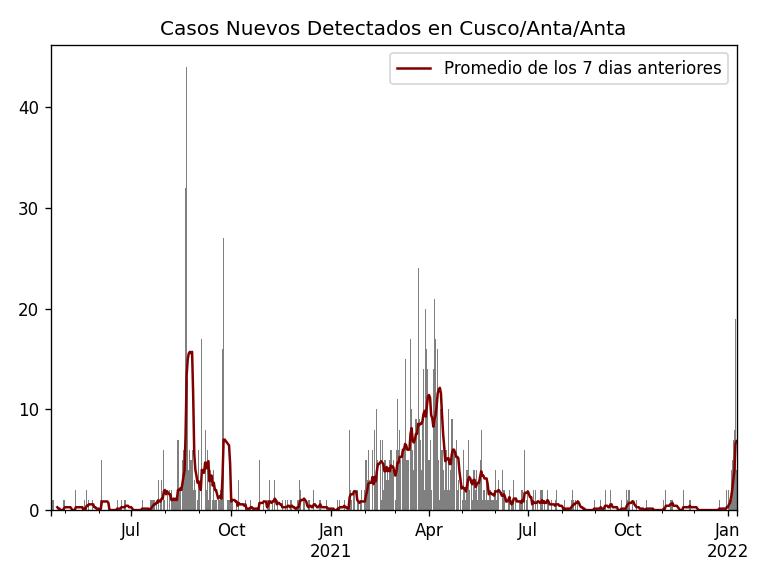 Casos Nuevos Detectados en Cusco/Anta/Anta
Promedio de los 7 dias anteriores
40
30
20
10
0
Jul
Oct
Jan
2021
Apr
Jul
Oct
Jan
2022